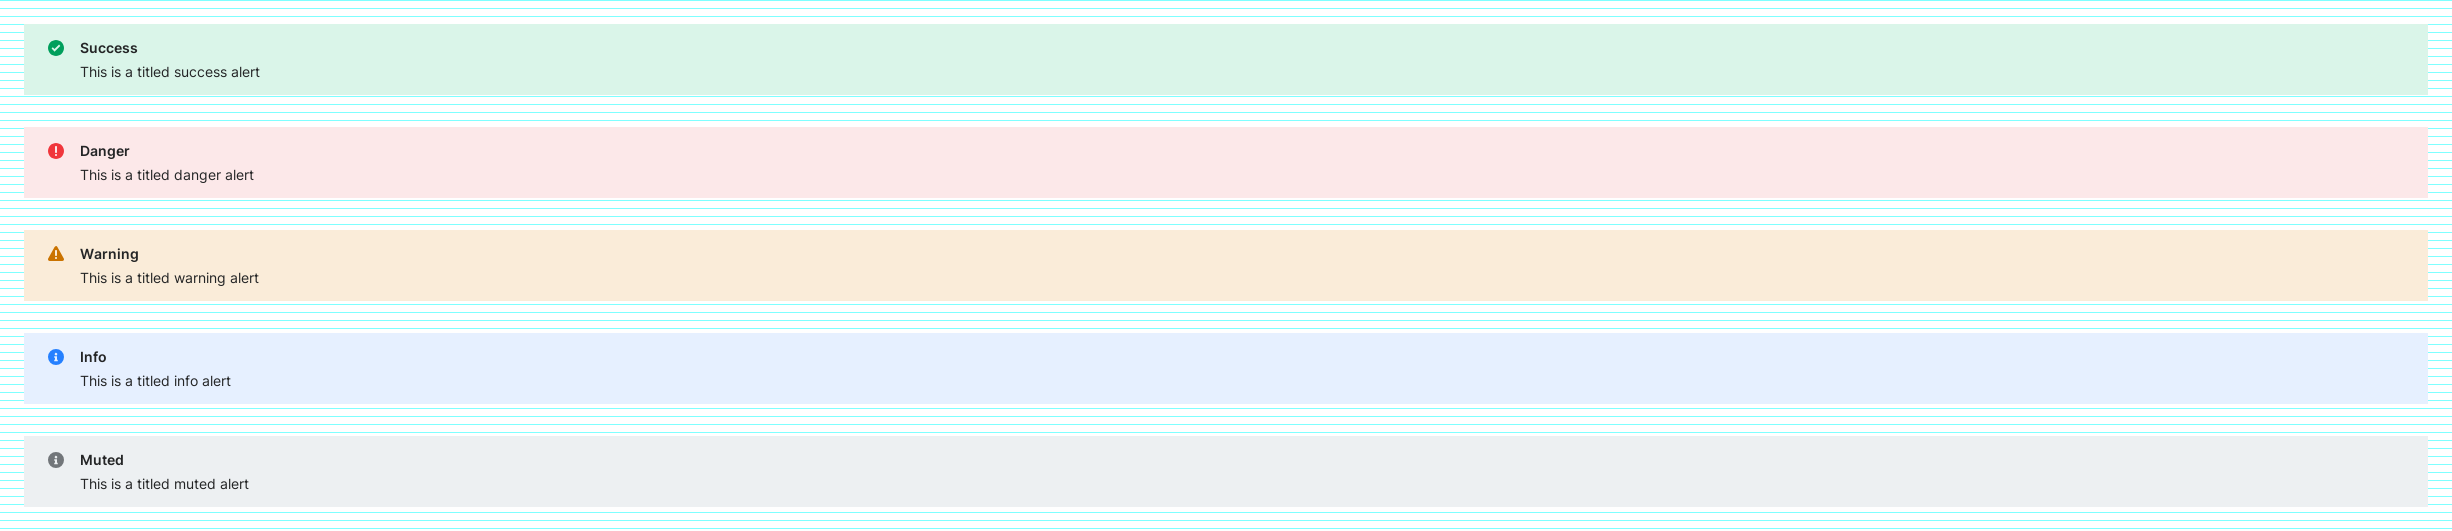 Success
This is a titled success alert
Danger
This is a titled danger alert
Warning
This is a titled warning alert
Info
This is a titled info alert
Muted
This is a titled muted alert